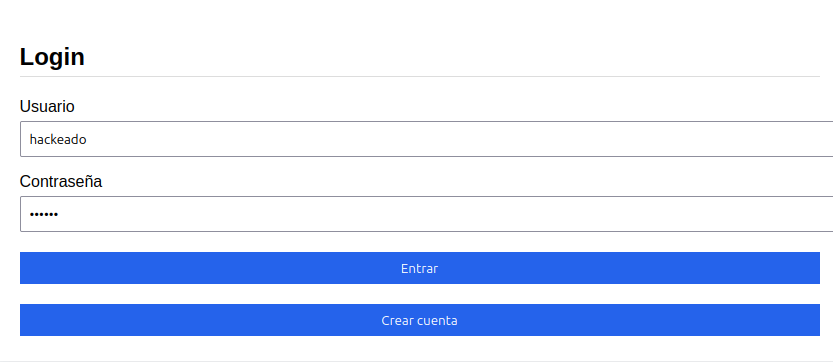 Login
Usuario
hackeado
Contraseña
••••••
Entrar
Crear cuenta